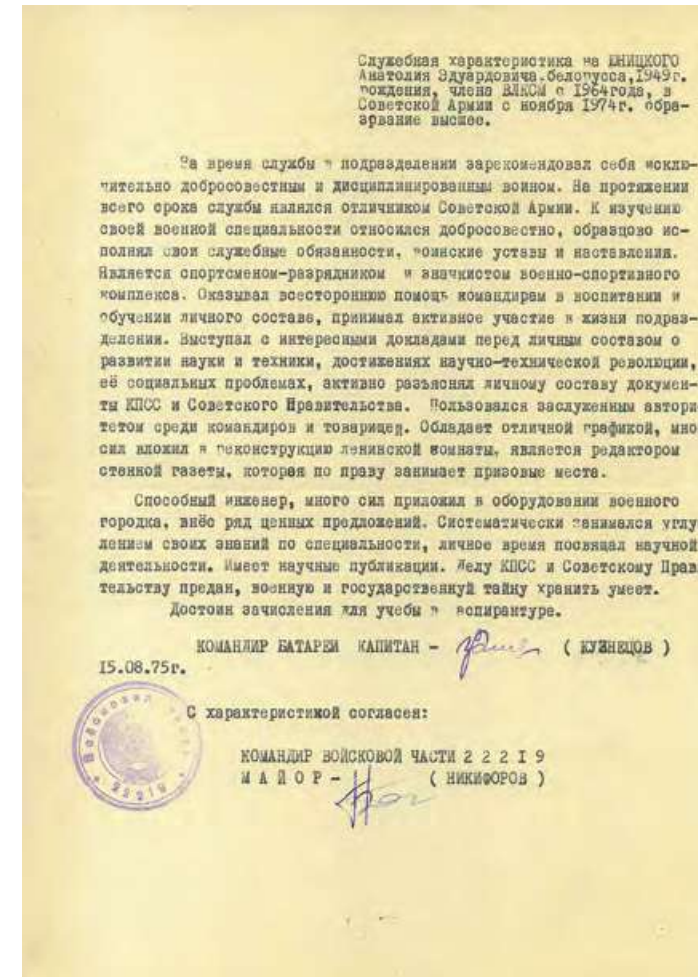 Служебная характеристика на ЮНИЦКОГО
Анатолия Эдуардовича.белорусса,1949г.
рождения, члена ВЛКСМ с 1964года, в
Советской Армии с ноября 1974г. обра-
зрвание высшее.
За время службы в подразделении зарекомендовал себя исклю-
чительно добросовестным и дисциплинированным воином. На протяжении
всего срока службы являлся отличником Советской Армии. К изучению
своей военной специальности относился добросовестно, образцово ис-
полнял свои служебные обязанности, воинские уставы и наставления.
Является спортсменом-разрядником и значкистом военно-спортивного
комплекса. Оказывал всестороннюю помощь командирам в воспитании и
обучении личного состава, принимал активное участие в жизни подраз-
деления. Выступал с интересными докладами перед личным составом о
развитии науки и техники, достижениях научно-технической революции,
её социальных проблемах, активно разъяснял личному составу докумен-
ты КПСС и Советского Правительства. Пользовался заслуженным автори
тетом среди командиров и товарищей. Обладает отличной графикой, мно
сил вложил в реконструкцию ленинской комнаты, является редактором
стенной газеты, которая по праву занимает призовые места.
Способный инженер, много сил приложил в оборудовании военного
городка, внёс ряд ценных предложений. Систематически занимался углу
лением своих знаний по специальности, личное время посвящал научной
деятельности. Имеет научные публикации. Делу КПСС и Советскому Прав
тельству предан, военную и государственнуй тайну хранить умеет.
Достоин зачисления для учебы в аспирантуре.
КОМАНДИР БАТАРЕИ КАПИТАН - ( КУЗНЕЦОВ )
15.08.75г.
С характеристикой согласен:
КОМАНДИР ВОЙСКОВОЙ ЧАСТИ 2 2 2 I 9
М А Й О Р - ( НИКИФОРОВ )
Войсковая часть 22219